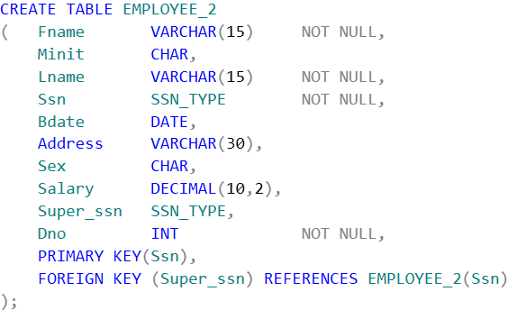 CREATE TABLE EMPLOYEE_2
(   Fname       VARCHAR(15)     NOT NULL,
    Minit       CHAR,
    Lname       VARCHAR(15)     NOT NULL,
    Ssn         SSN_TYPE        NOT NULL,
    Bdate       DATE,
    Address     VARCHAR(30),
    Sex         CHAR,
    Salary      DECIMAL(10,2),
    Super_ssn   SSN_TYPE,
    Dno         INT             NOT NULL,
    PRIMARY KEY(Ssn),
    FOREIGN KEY (Super_ssn) REFERENCES EMPLOYEE_2(Ssn)
);